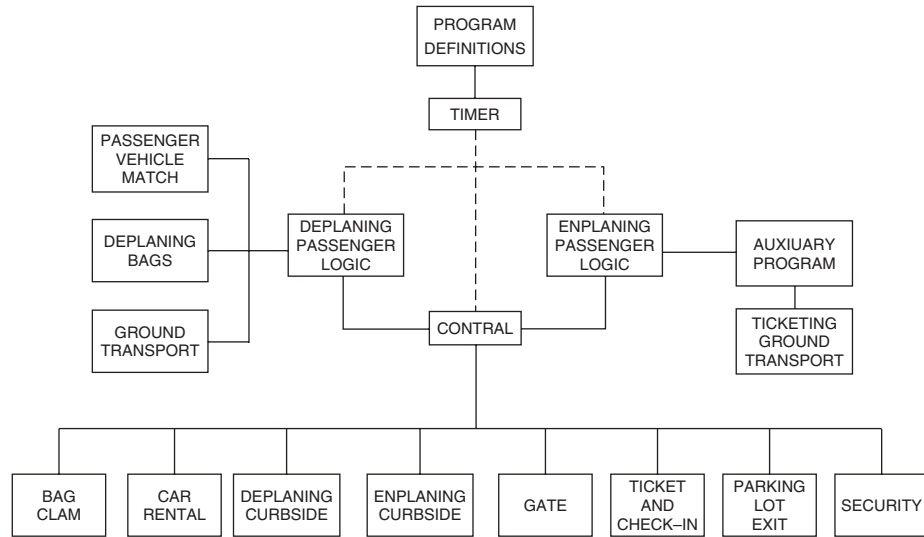 PROGRAM
DEFINITIONS
TIMER
PASSENGER
VEHICLE
MATCH
DEPLANING
BAGS
GROUND
TRANSPORT
DEPLANING
PASSENGER
LOGIC
ENPLANING
PASSENGER
LOGIC
AUXIUARY
PROGRAM
TICKETING
GROUND
TRANSPORT
CONTRAL
BAG
CLAM
CAR
RENTAL
DEPLANING
CURBSIDE
ENPLANING
CURBSIDE
GATE
TICKET
AND
CHECK–IN
PARKING
LOT
EXIT
SECURITY